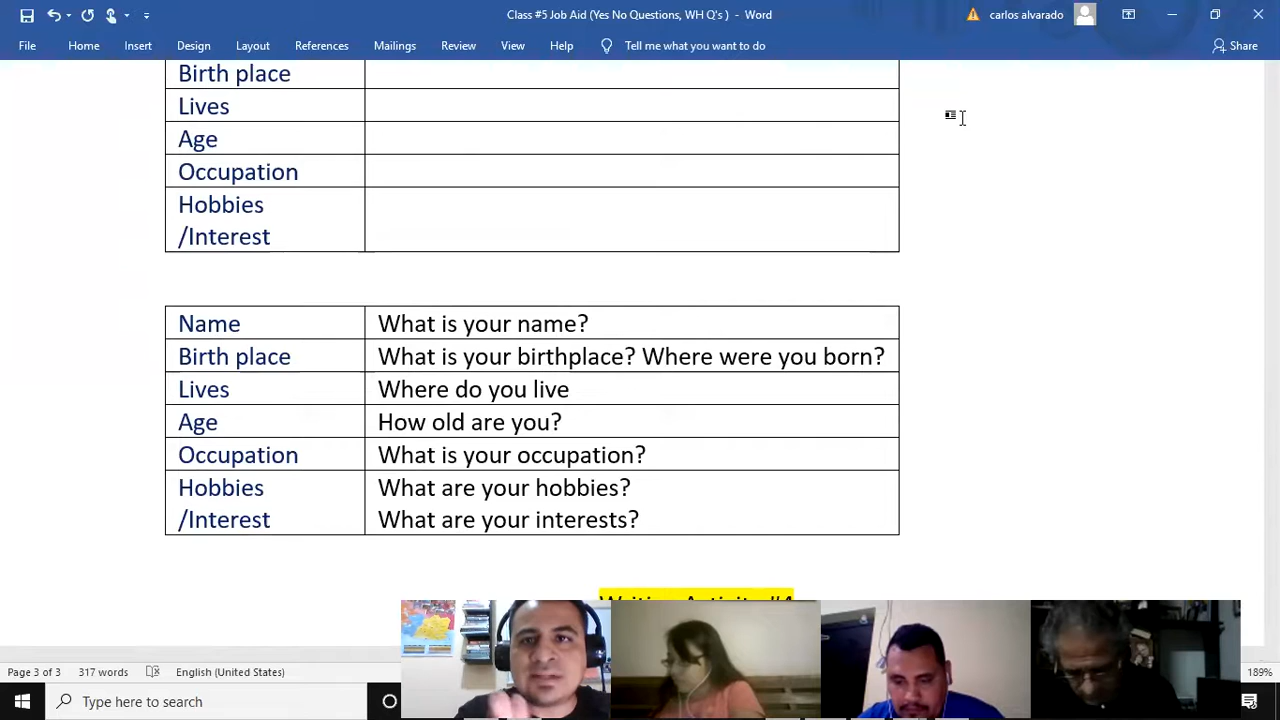 Class #5 Job Aid (Yes No Questions, WH Q's ) - Word
carlos alvarado
File Home Insert Design Layout References Mailings Review View Help Tell me what you want to do Share
Birth place
Lives
Age
Occupation
Hobbies
/Interest
Name What is your name?
Birth place What is your birthplace? Where were you born?
Lives Where do you live
Age How old are you?
Occupation What is your occupation?
Hobbies What are your hobbies?
/Interest What are your interests?
Writing Activity #4
Page 3 of 3 317 words English (United States) 189%
Type here to search